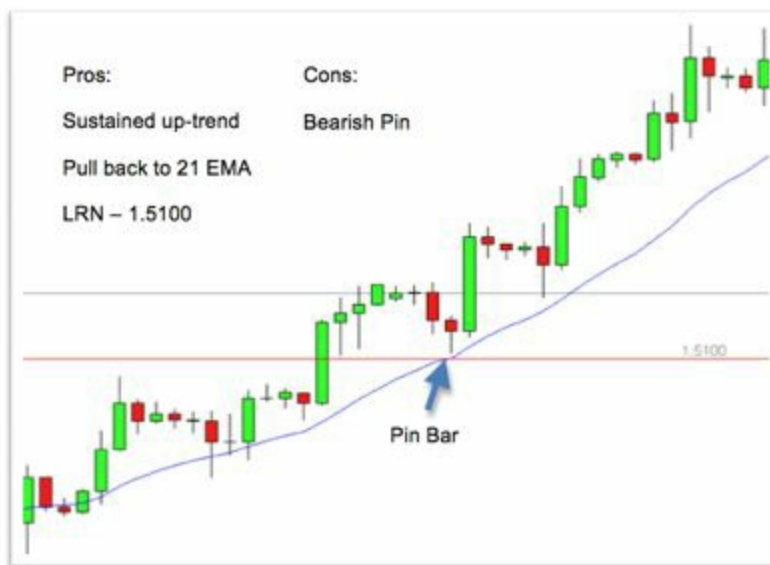 Pros:
Cons:
Sustained up-trend
Bearish Pin
Pull back to 21 EMA
LRN – 1.5100
1.5100
Pin Bar